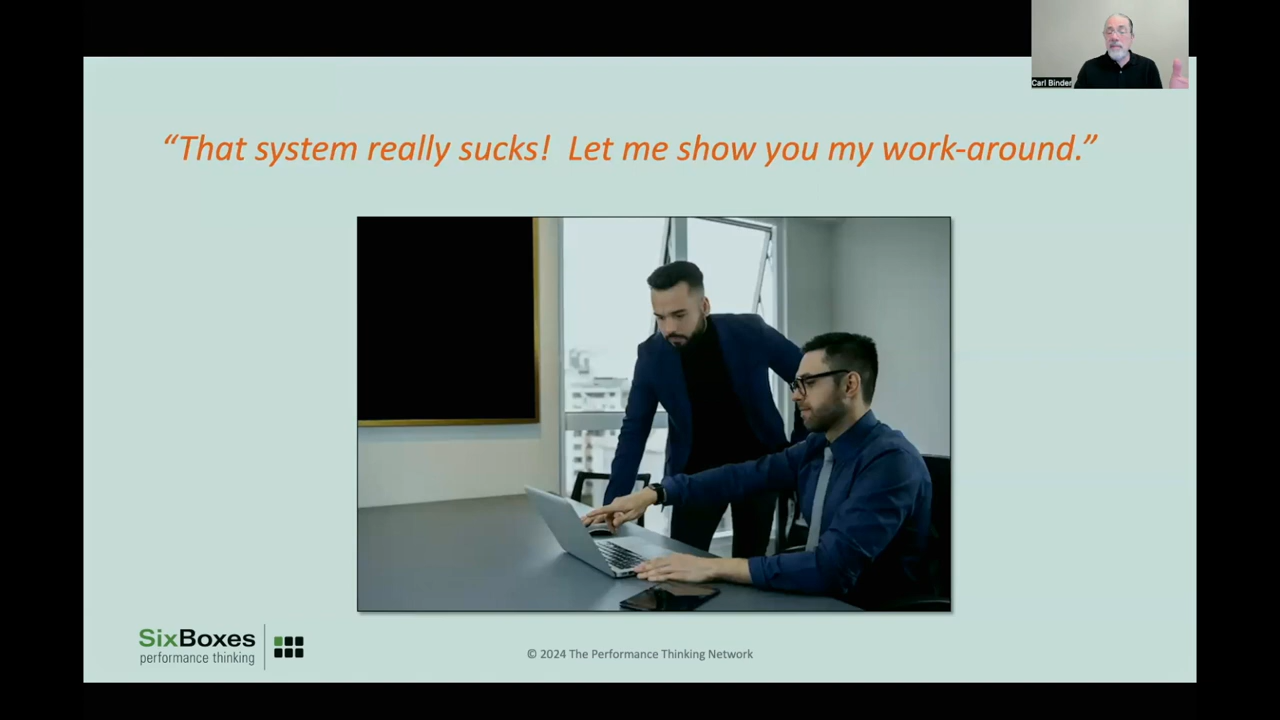 Carl Binder
“That system really sucks!  Let me show you my work-around.”
SixBoxes
performance thinking
© 2024 The Performance Thinking Network